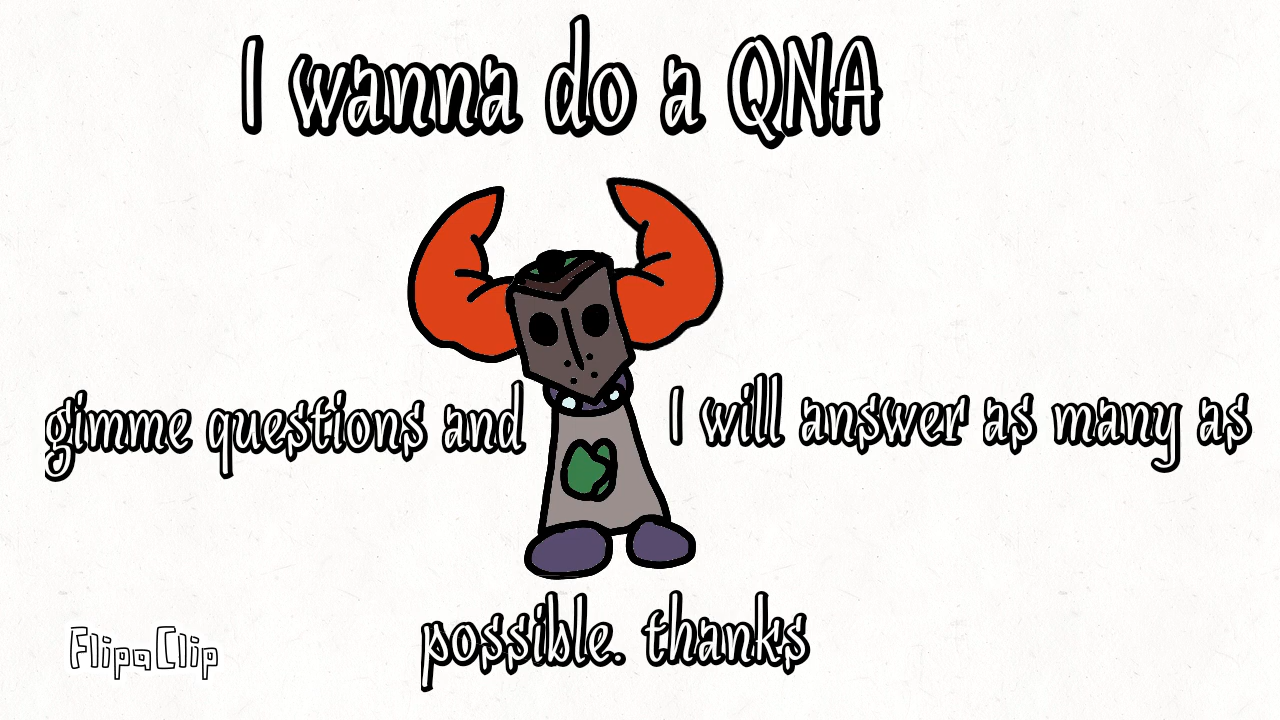 I wanna do a QNA
gimme questions and I will answer as many as
possible. thanks
FlipaClip